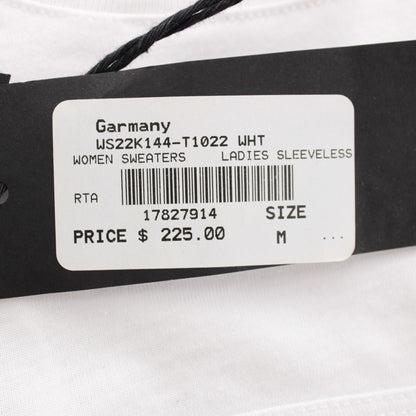 Garmany
WS22K144-T1022 WHT
WOMEN SWEATERS LADIES SLEEVELESS
RTA
17827914 SIZE
PRICE $ 225.00 M ...